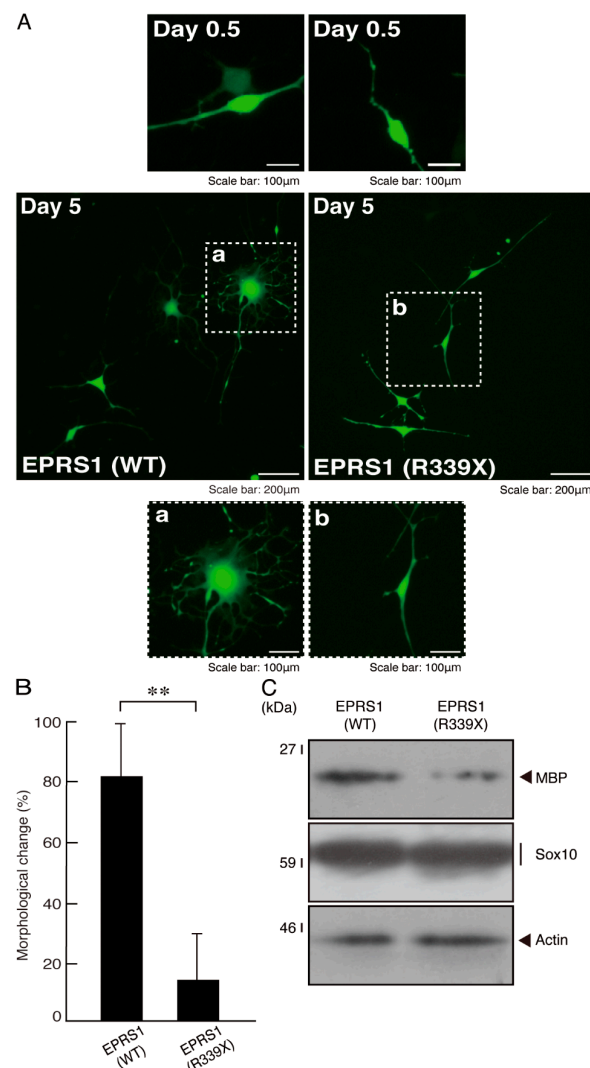 A
Day 0.5
Day 0.5
Scale bar: 100μm
Scale bar: 100μm
Day 5
Day 5
a
b
EPRS1 (WT)
EPRS1 (R339X)
Scale bar: 200μm
Scale bar: 200μm
a
b
Scale bar: 100μm
Scale bar: 100μm
B
**
Morphological change (%)
100
80
60
40
20
0
EPRS1
(WT)
EPRS1
(R339X)
C
(kDa)
EPRS1
(WT)
EPRS1
(R339X)
27
MBP
59
Sox10
46
Actin